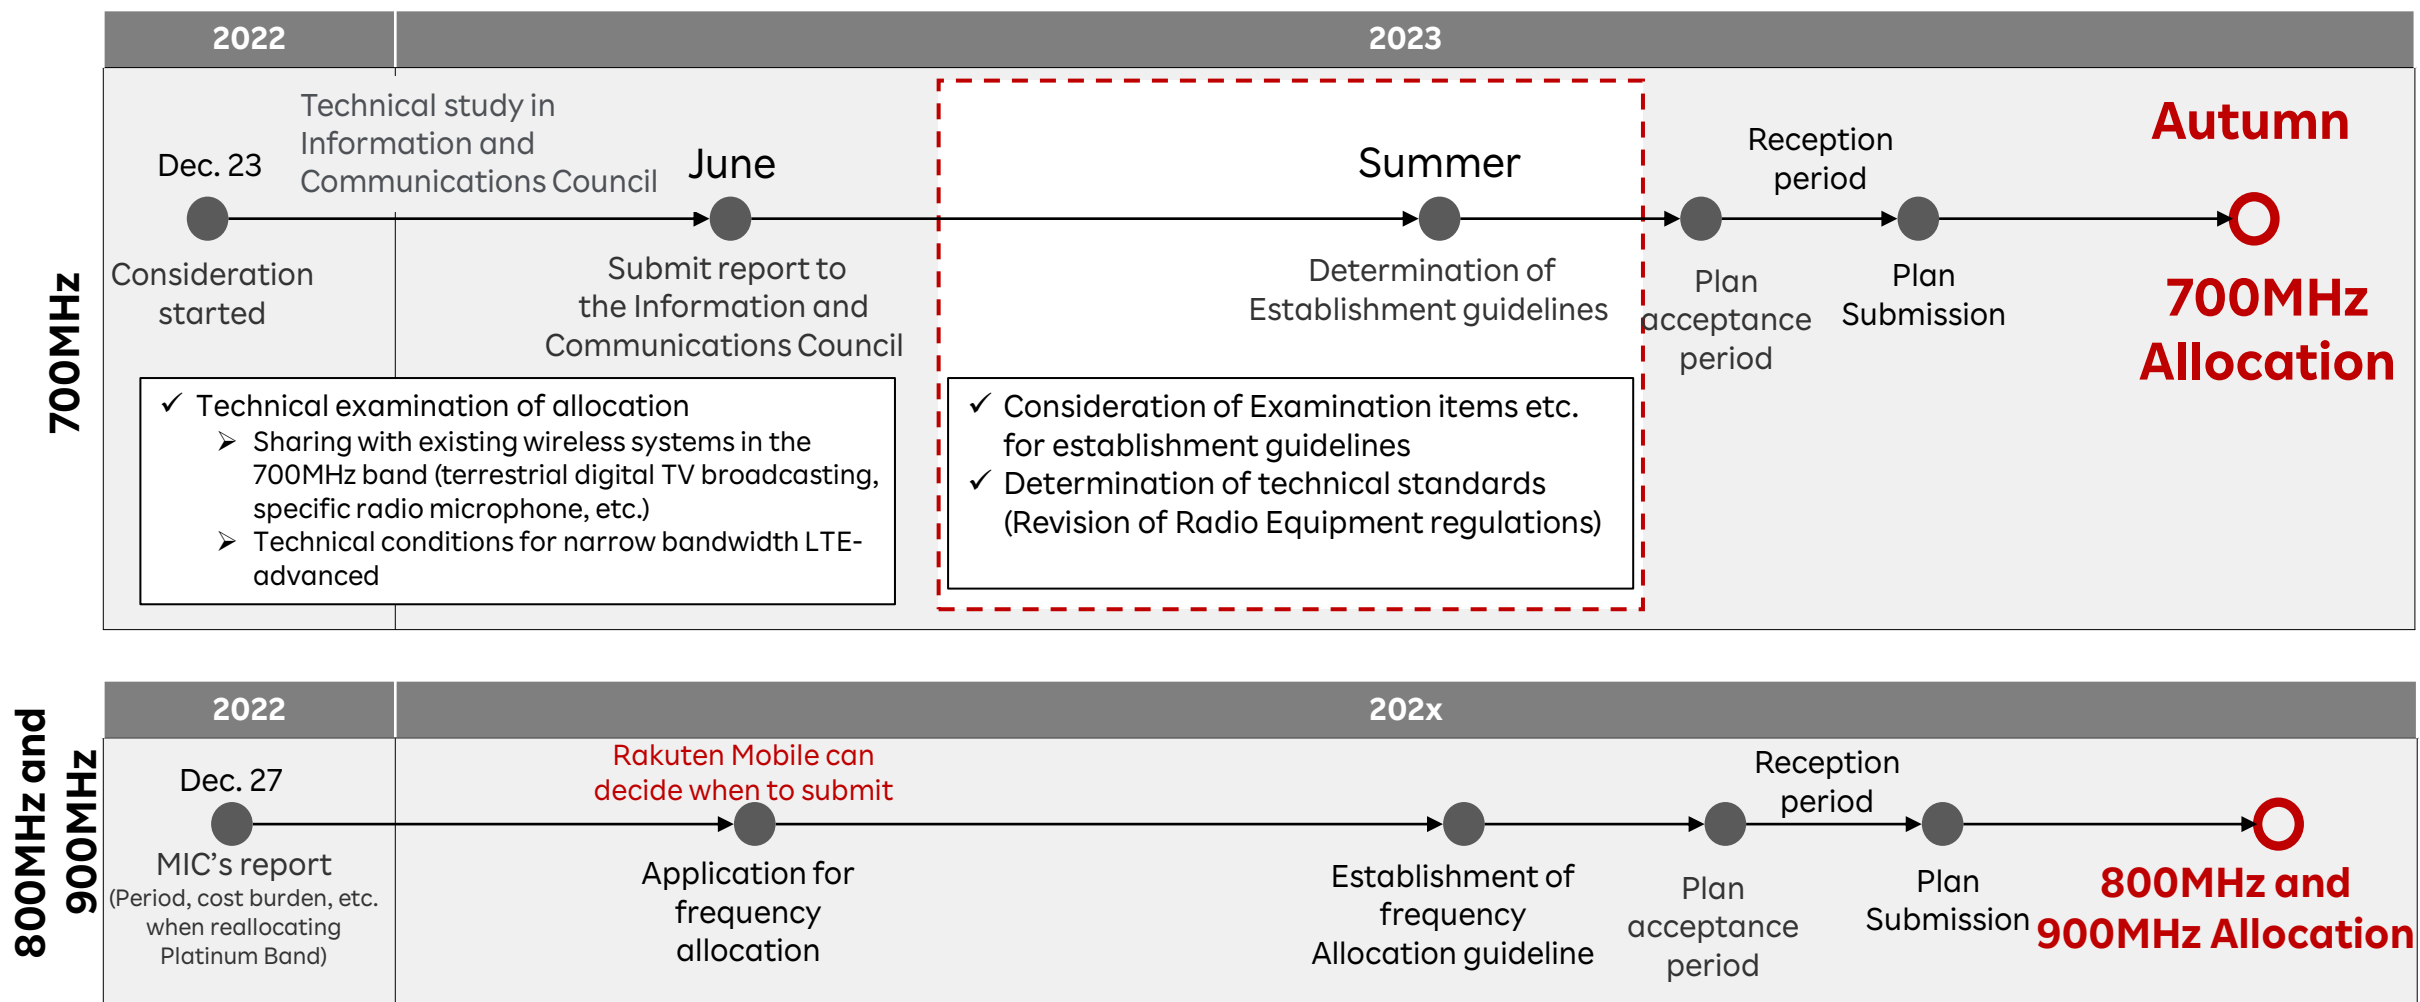 2022
2023
700MHz
Technical study in
Information and
Communications Council
Dec. 23
June
Summer
Reception
period
Autumn
Consideration
started
Submit report to
the Information and
Communications Council
Determination of
Establishment guidelines
Plan
acceptance
period
Plan
Submission
700MHz
Allocation
✓ Technical examination of allocation
➢ Sharing with existing wireless systems in the
700MHz band (terrestrial digital TV broadcasting,
specific radio microphone, etc.)
➢ Technical conditions for narrow bandwidth LTE-
advanced
✓ Consideration of Examination items etc.
for establishment guidelines
✓ Determination of technical standards
(Revision of Radio Equipment regulations)
2022
202x
800MHz and
900MHz
Dec. 27
Rakuten Mobile can
decide when to submit
Reception
period
MIC's report
(Period, cost burden, etc.
when reallocating
Platinum Band)
Application for
frequency
allocation
Establishment of
frequency
Allocation guideline
Plan
acceptance
period
Plan
Submission
800MHz and
900MHz Allocation